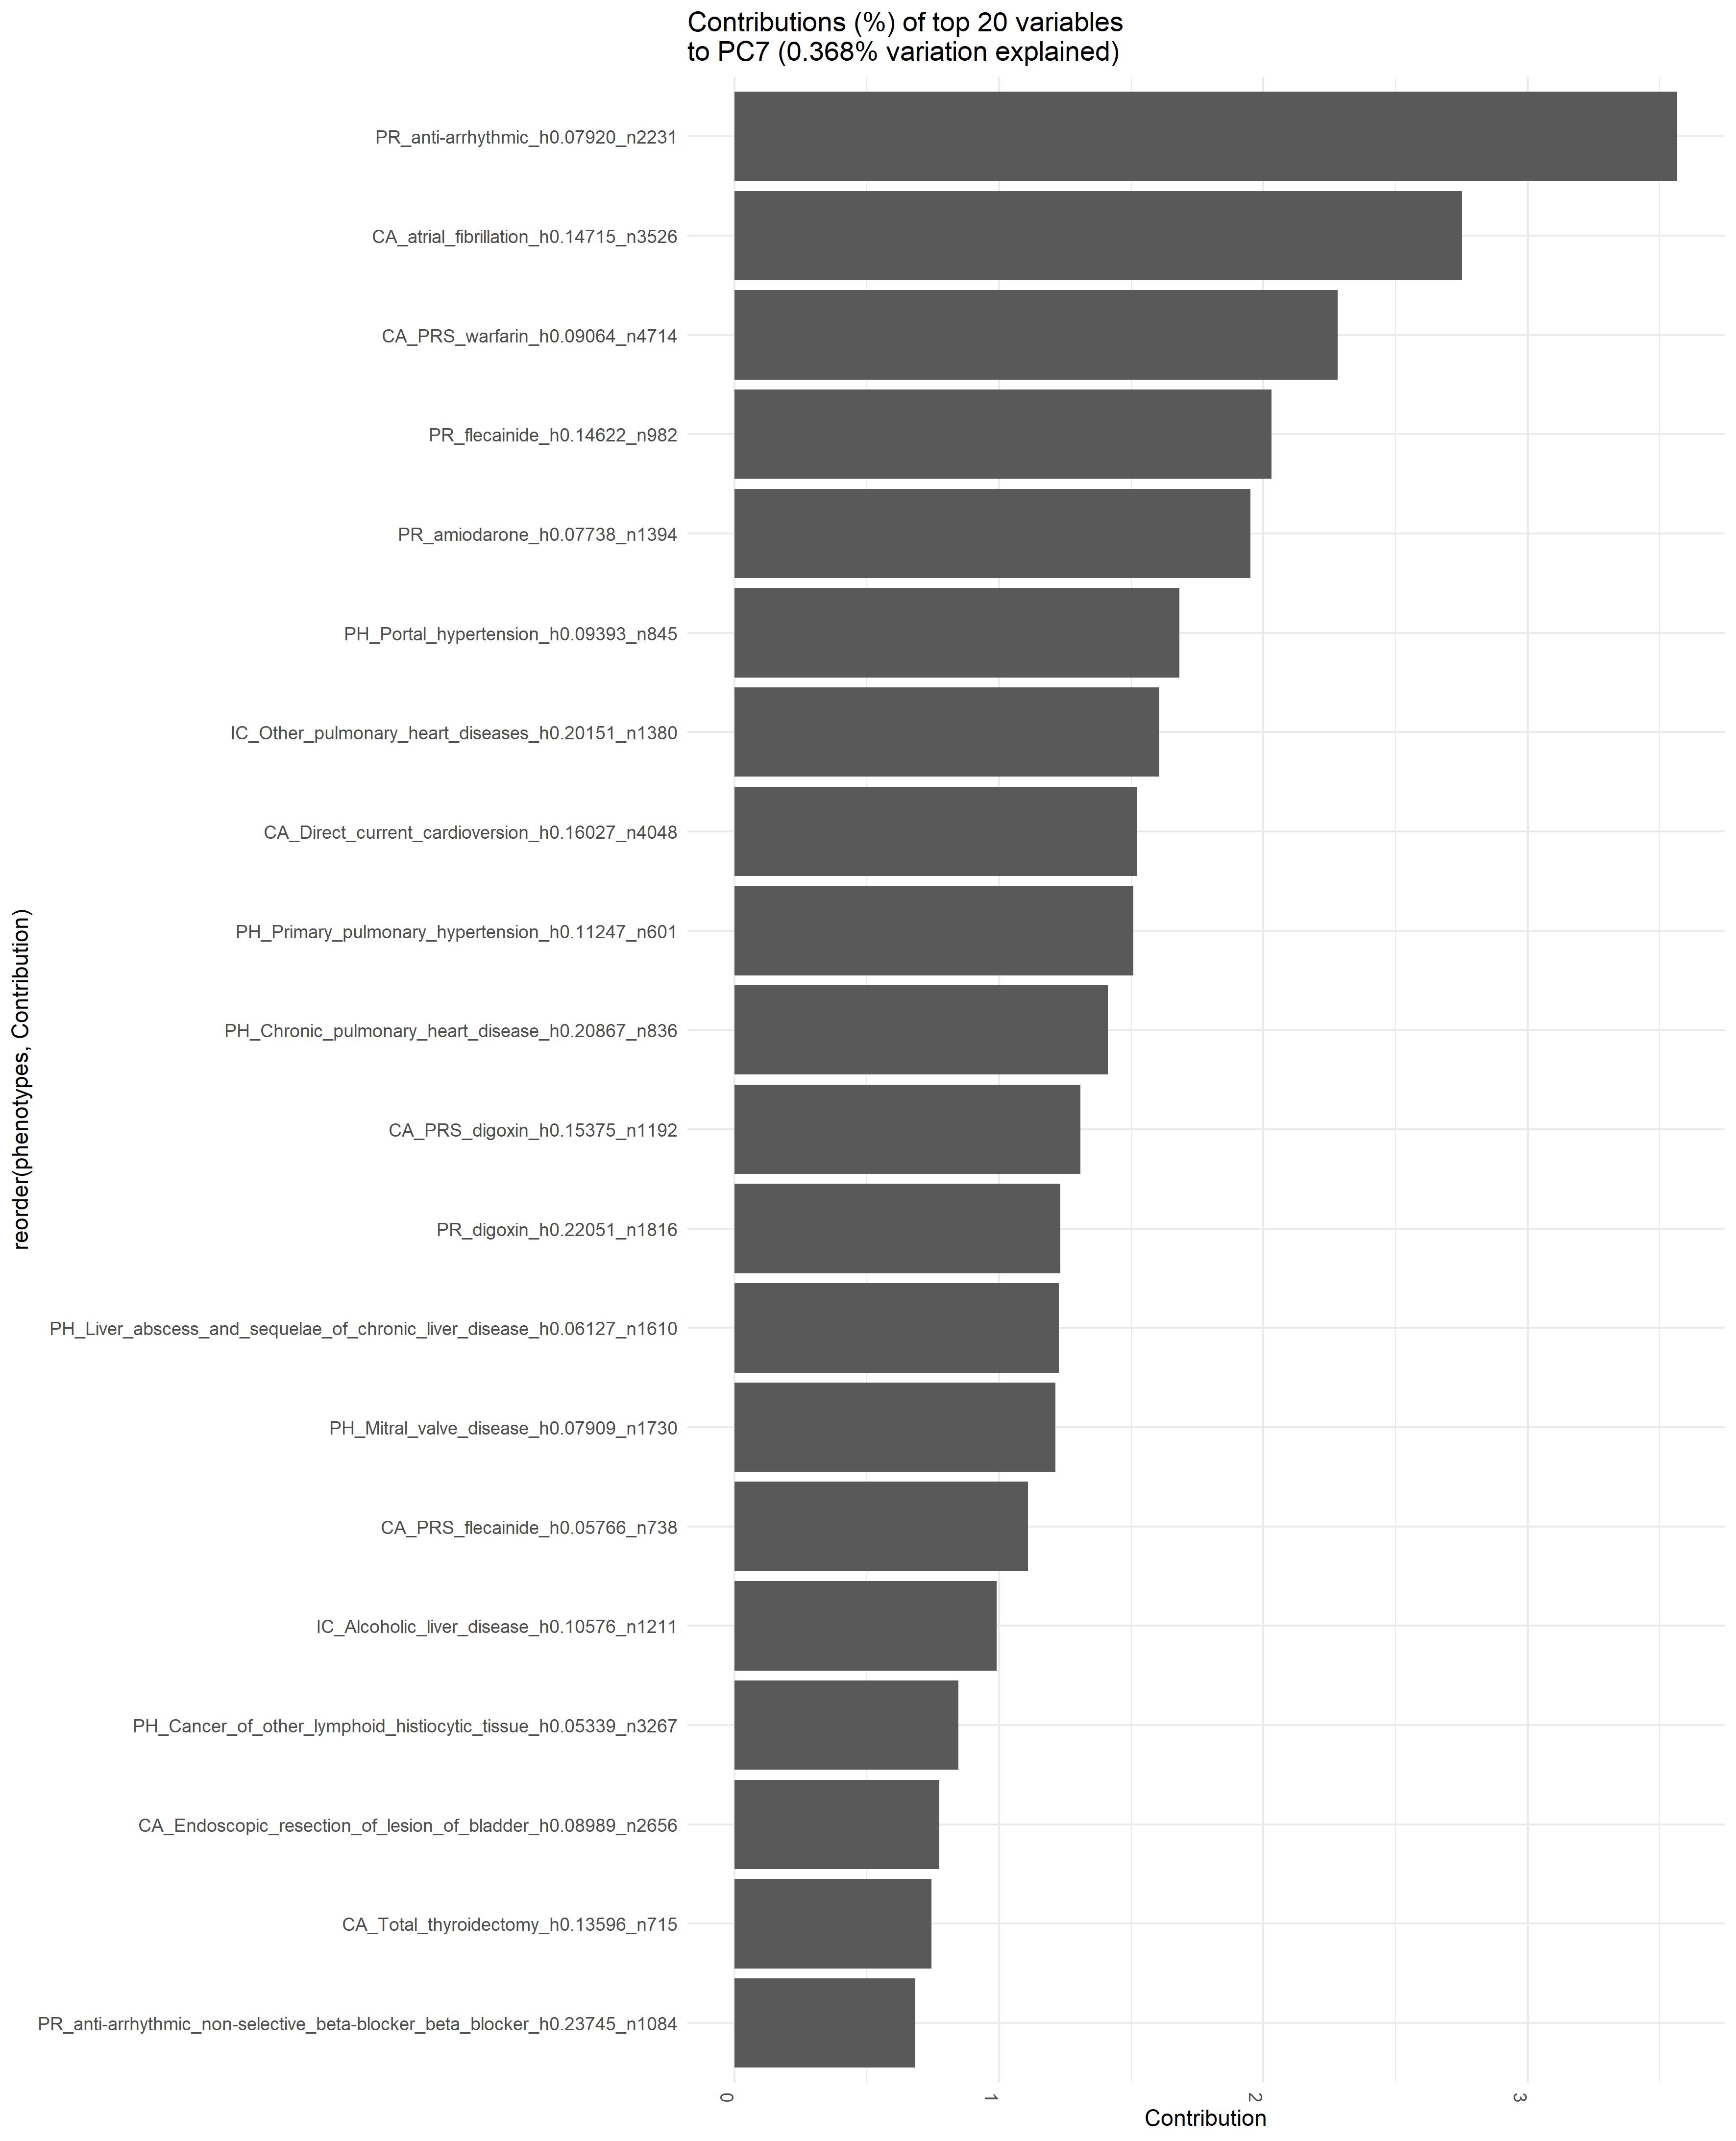 Contributions (%) of top 20 variables
to PC7 (0.368% variation explained)
PR_anti-arrhythmic_h0.07920_n2231
CA_atrial_fibrillation_h0.14715_n3526
CA_PRS_warfarin_h0.09064_n4714
PR_flecainide_h0.14622_n982
PR_amiodarone_h0.07738_n1394
PH_Portal_hypertension_h0.09393_n845
IC_Other_pulmonary_heart_diseases_h0.20151_n1380
CA_Direct_current_cardioversion_h0.16027_n4048
PH_Primary_pulmonary_hypertension_h0.11247_n601
PH_Chronic_pulmonary_heart_disease_h0.20867_n836
CA_PRS_digoxin_h0.15375_n1192
PR_digoxin_h0.22051_n1816
PH_Liver_abscess_and_sequelae_of_chronic_liver_disease_h0.06127_n1610
PH_Mitral_valve_disease_h0.07909_n1730
CA_PRS_flecainide_h0.05766_n738
IC_Alcoholic_liver_disease_h0.10576_n1211
PH_Cancer_of_other_lymphoid_histiocytic_tissue_h0.05339_n3267
CA_Endoscopic_resection_of_lesion_of_bladder_h0.08989_n2656
CA_Total_thyroidectomy_h0.13596_n715
PR_anti-arrhythmic_non-selective_beta-blocker_beta_blocker_h0.23745_n1084
reorder(phenotypes, Contribution)
0
1
2
3
Contribution